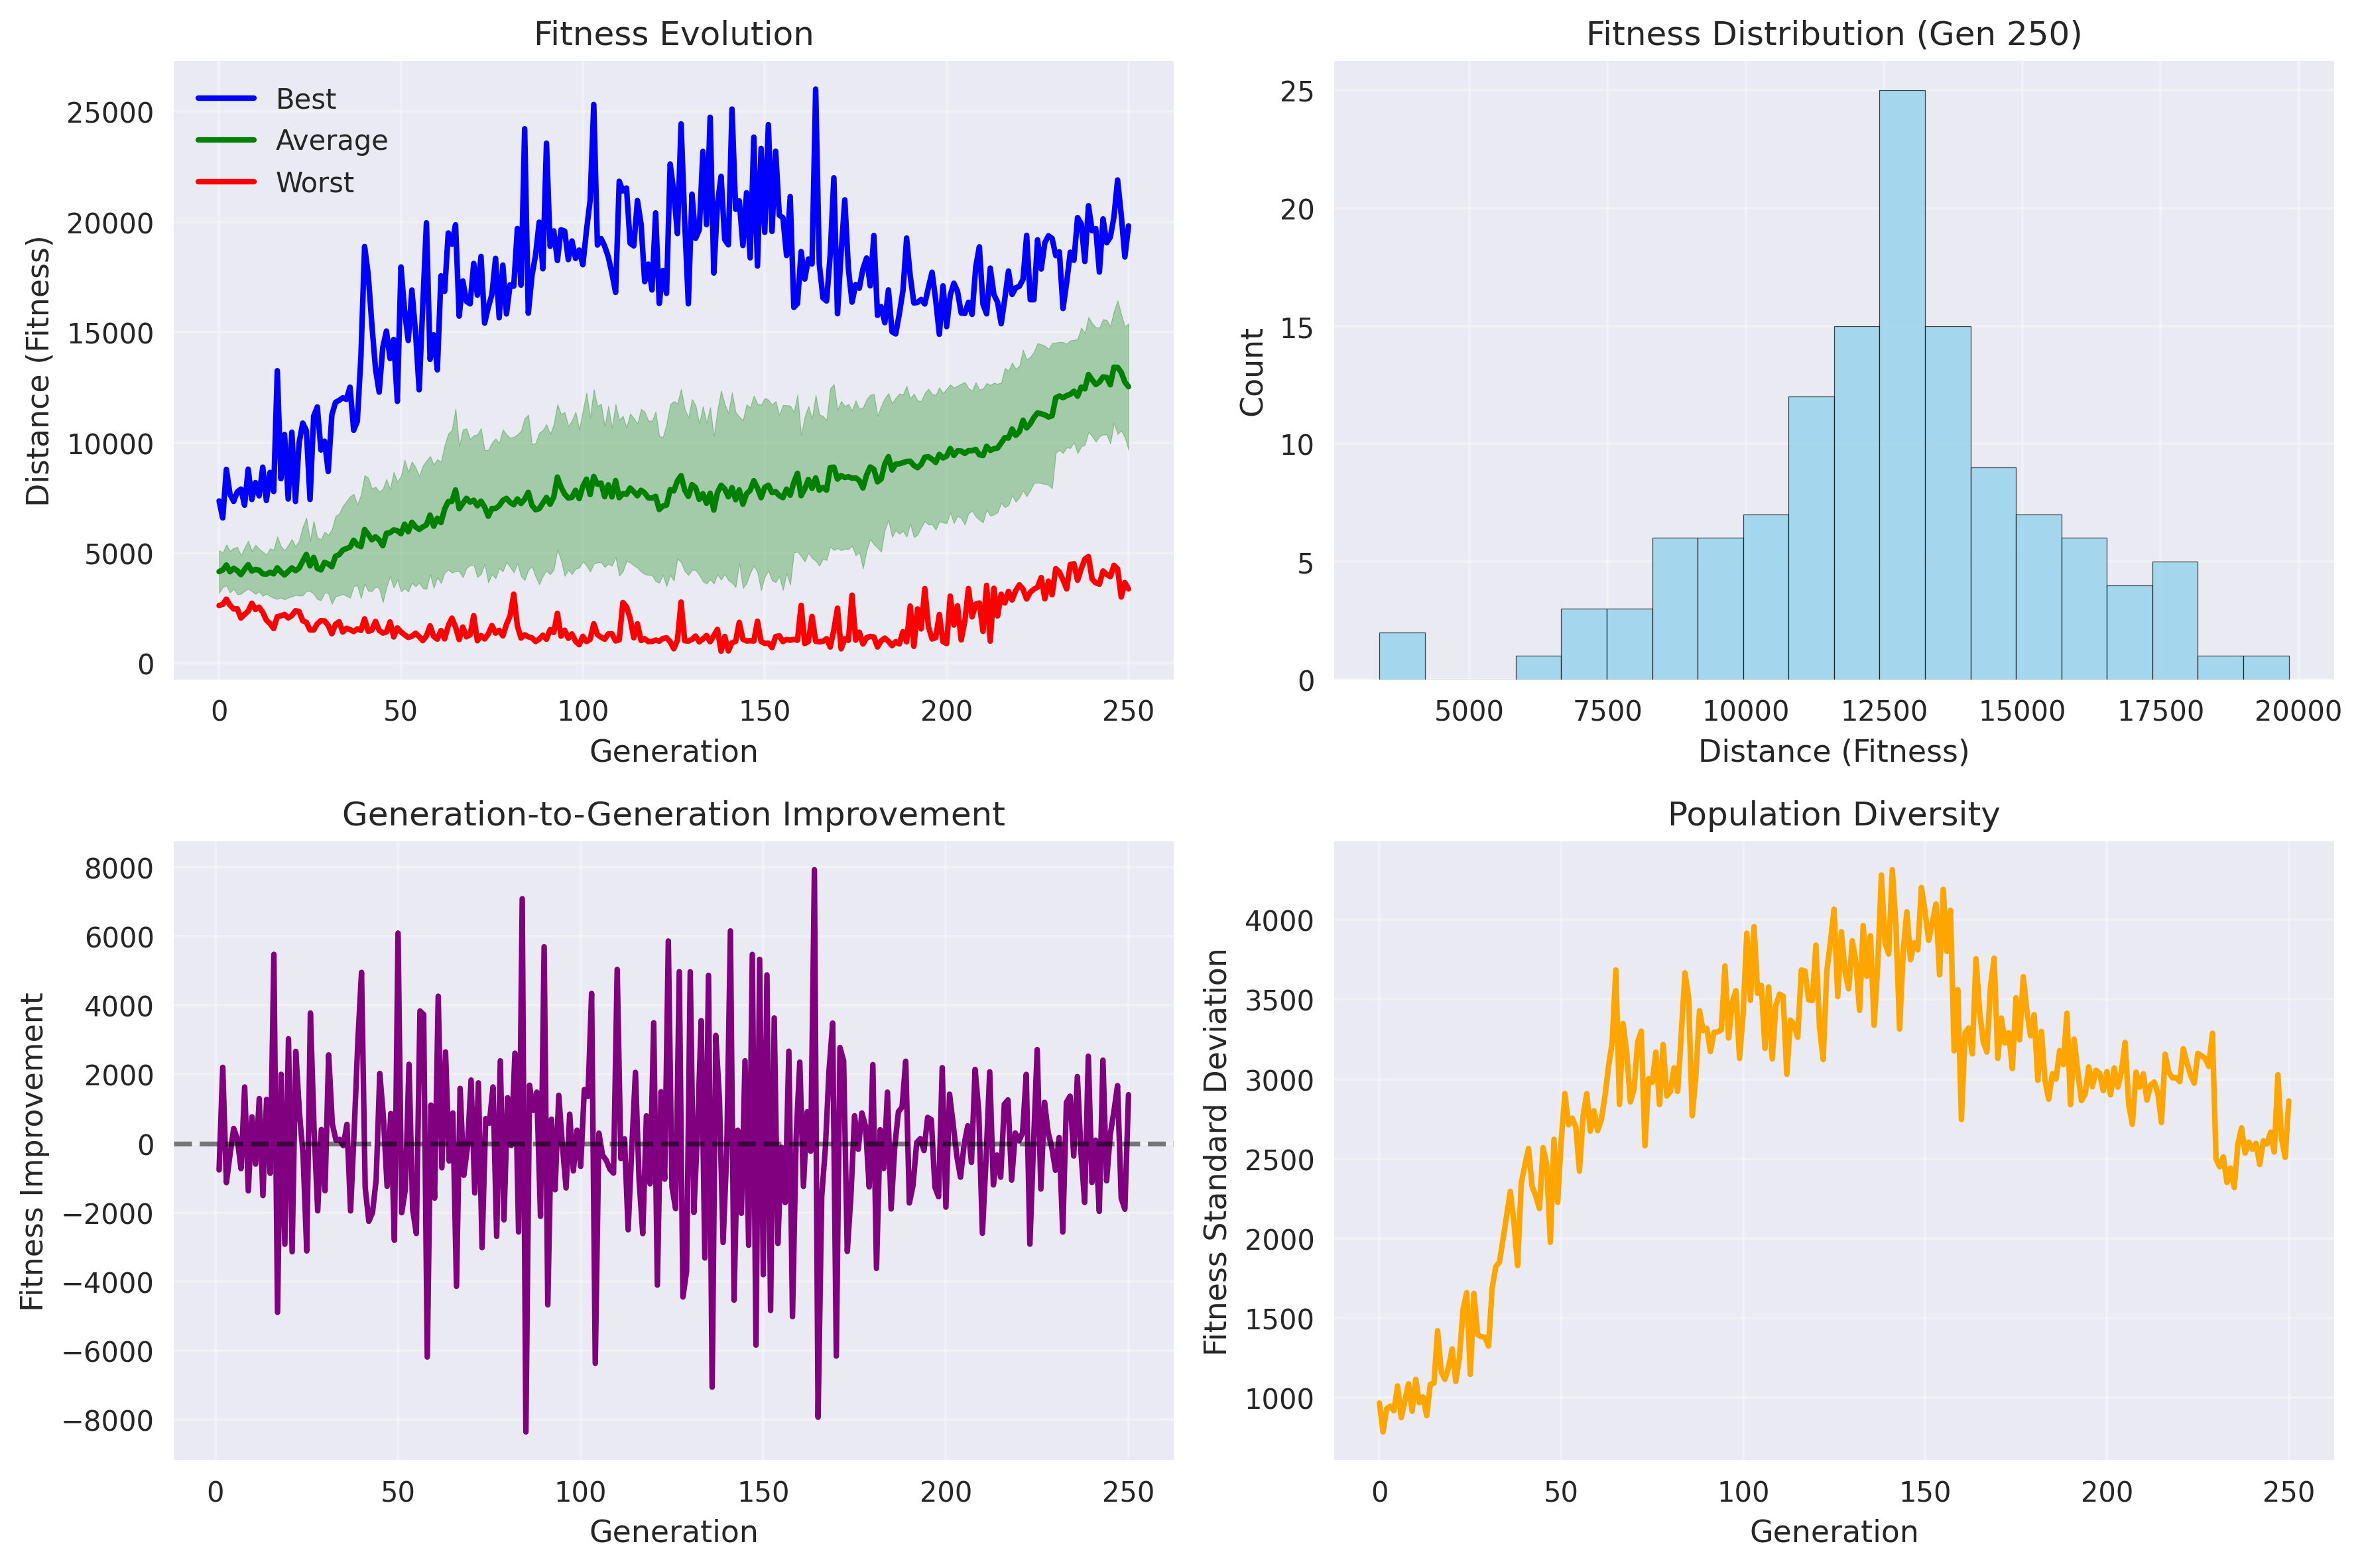 Fitness Evolution
Distance (Fitness)
25000
20000
15000
10000
5000
0
Best
Average
Worst
0 50 100 150 200 250
Generation
Fitness Distribution (Gen 250)
Count
25
20
15
10
5
0
5000 7500 10000 12500 15000 17500 20000
Distance (Fitness)
Generation-to-Generation Improvement
Fitness Improvement
8000
6000
4000
2000
0
−2000
−4000
−6000
−8000
0 50 100 150 200 250
Generation
Population Diversity
Fitness Standard Deviation
4000
3500
3000
2500
2000
1500
1000
0 50 100 150 200 250
Generation